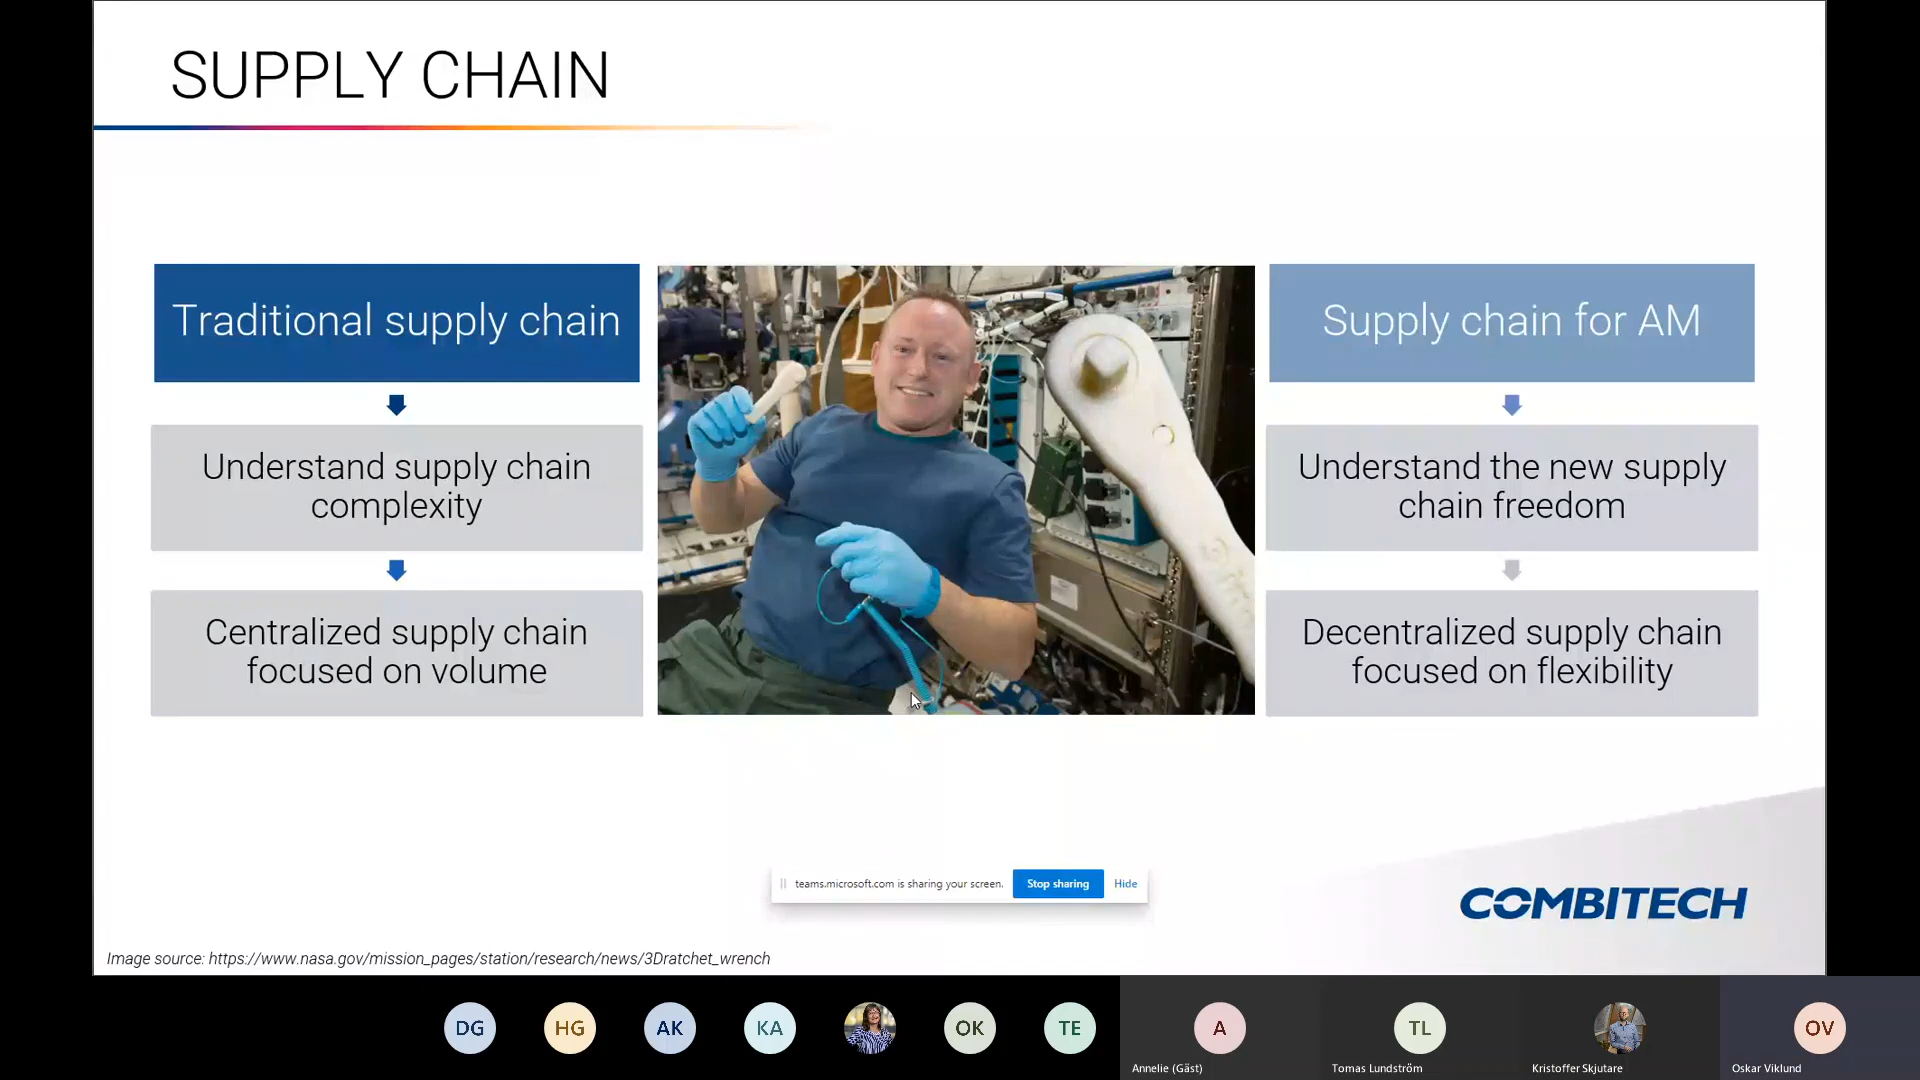 SUPPLY CHAIN
Traditional supply chain
Understand supply chain
complexity
Centralized supply chain
focused on volume
Supply chain for AM
Understand the new supply
chain freedom
Decentralized supply chain
focused on flexibility
teams.microsoft.com is sharing your screen.
Stop sharing
Hide
COMBITECH
Image source: https://www.nasa.gov/mission_pages/station/research/news/3Dratchet_wrench
DG
HG
AK
KA
OK
TE
A
TL
OV
Annelie (Gäst)
Tomas Lundström
Kristoffer Skjutare
Oskar Viklund